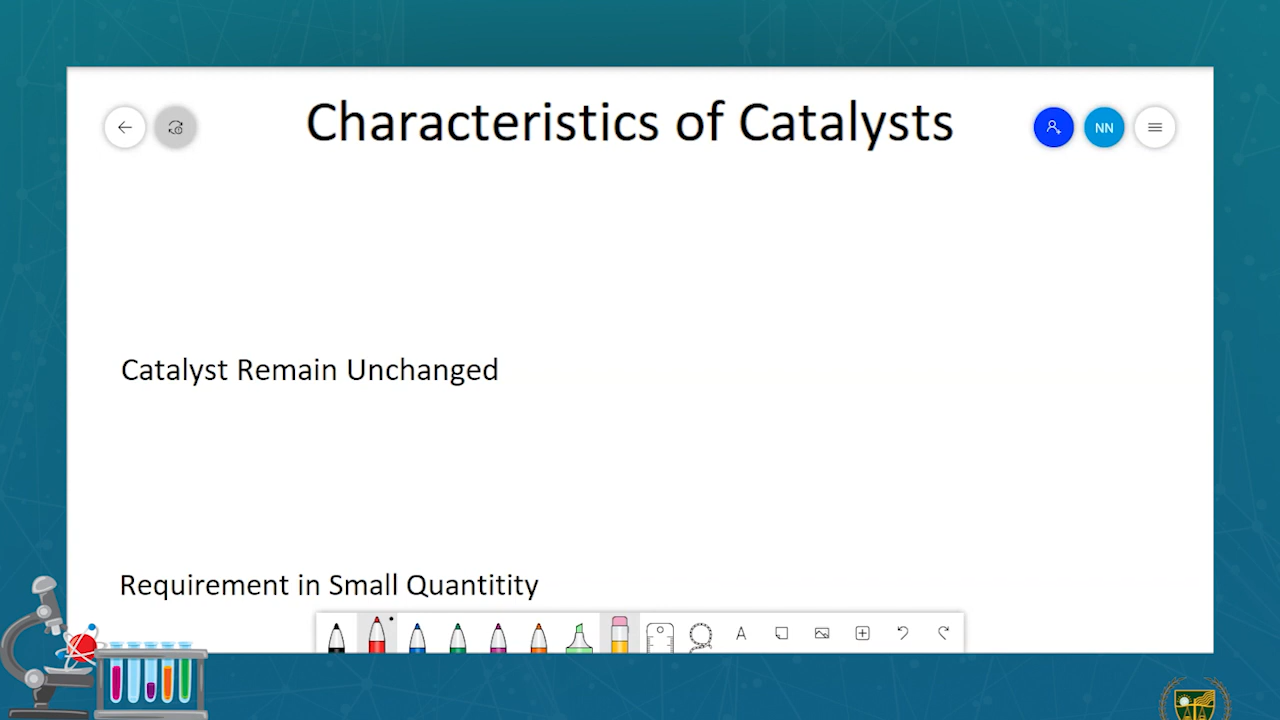 Characteristics of Catalysts
NN
Catalyst Remain Unchanged
Requirement in Small Quantitity
A